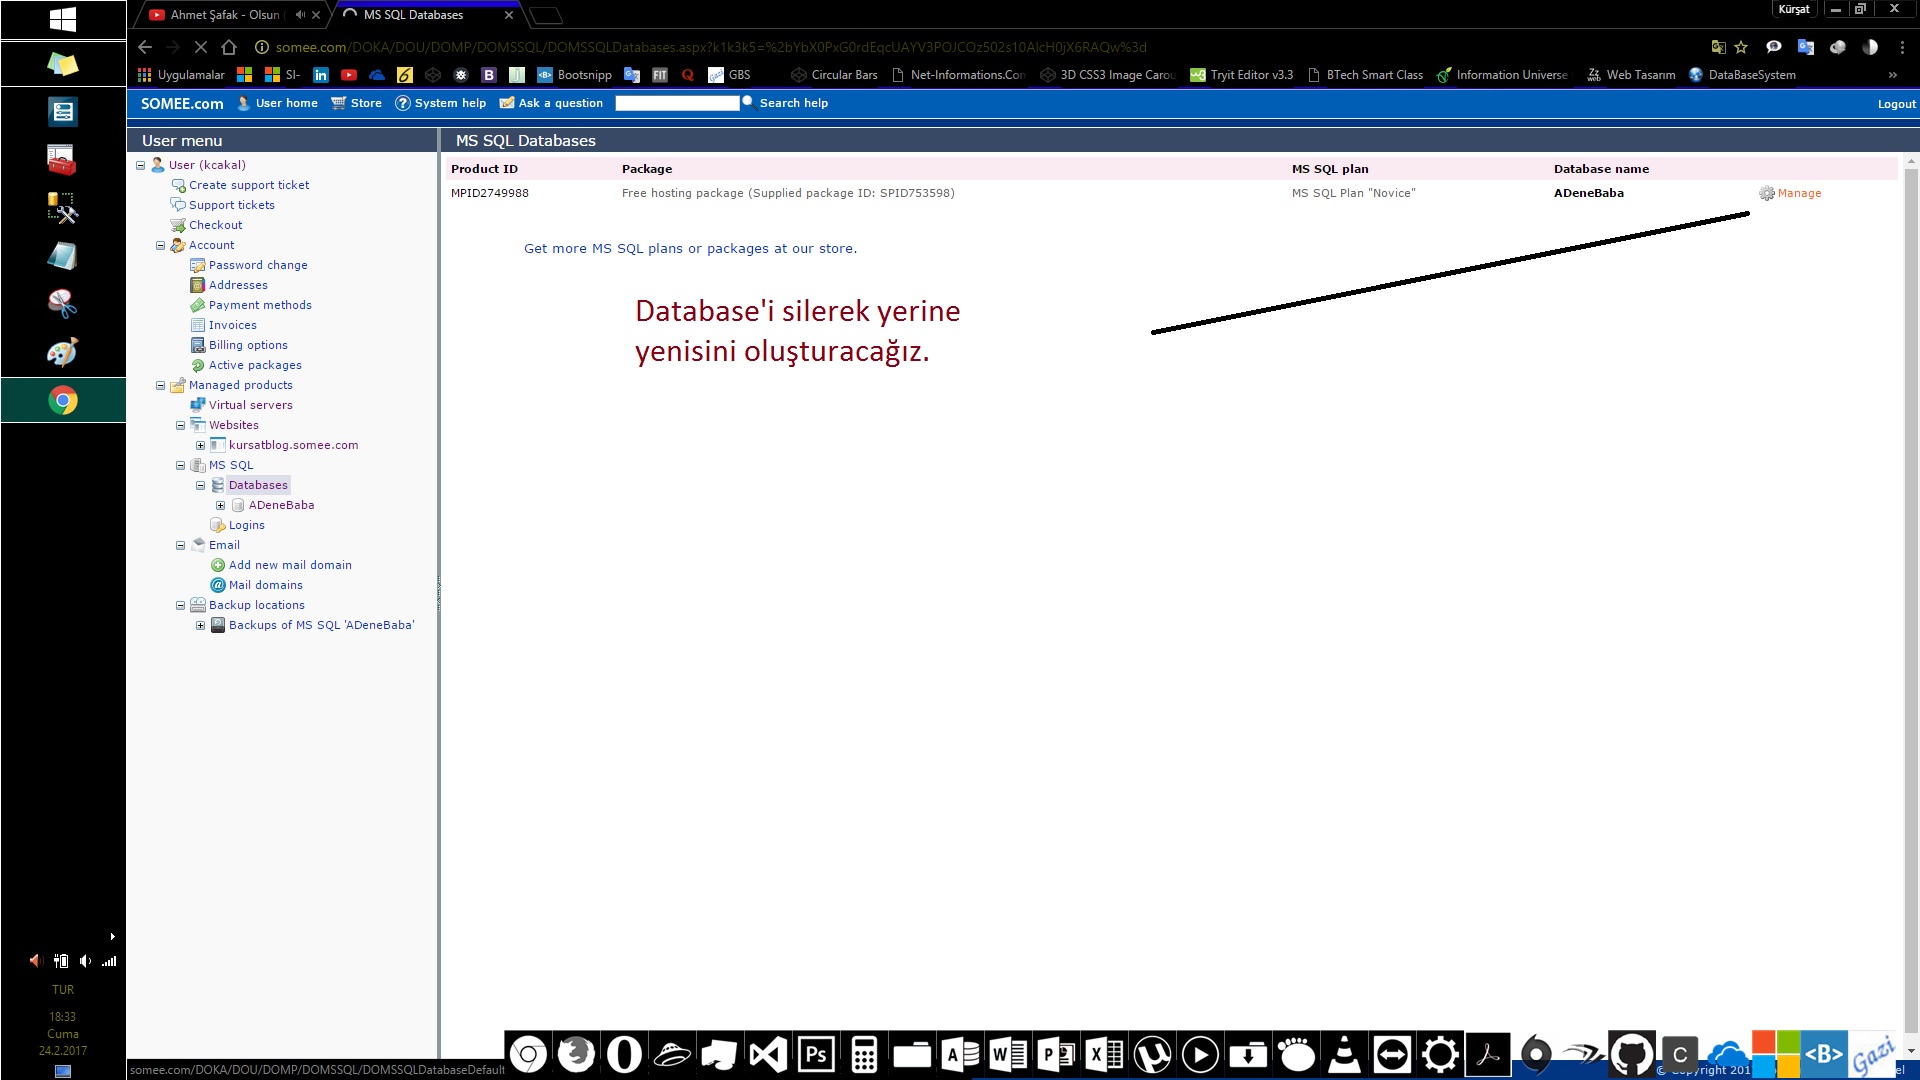 Ahmet Şafak - Olsun
MS SQL Databases
Kürşat
somee.com/DOKA/DOU/DOMP/DOMSSQL/DOMSSQLDatabases.aspx?k1k3k5=%2bYbX0PxG0rdEqcUAYV3POJCOz502s10AlcH0jX6RAQw%3d
Uygulamalar
SI-
Bootsnipp
FIT
GBS
Circular Bars
Net-Informations.Con
3D CSS3 Image Carou
Tryit Editor v3.3
BTech Smart Class
Information Universe
Web Tasarım
DataBaseSystem
SOMEE.com
User home
Store
System help
Ask a question
Search help
Logout
User menu
MS SQL Databases
User (kcakal)
Create support ticket
Support tickets
Checkout
Account
Password change
Addresses
Payment methods
Invoices
Billing options
Active packages
Managed products
Virtual servers
Websites
kursatblog.somee.com
MS SQL
Databases
ADeneBaba
Logins
Email
Add new mail domain
Mail domains
Backup locations
Backups of MS SQL 'ADeneBaba'
Product ID Package MS SQL plan Database name
MPID2749988 Free hosting package (Supplied package ID: SPID753598) MS SQL Plan "Novice" ADeneBaba Manage
Get more MS SQL plans or packages at our store.
Database'i silerek yerine
yenisini oluşturacağız.
TUR
18:33
Cuma
24.2.2017
somee.com/DOKA/DOU/DOMP/DOMSSQL/DOMSSQLDatabaseDefault
Ps
C
<B>
Gazi